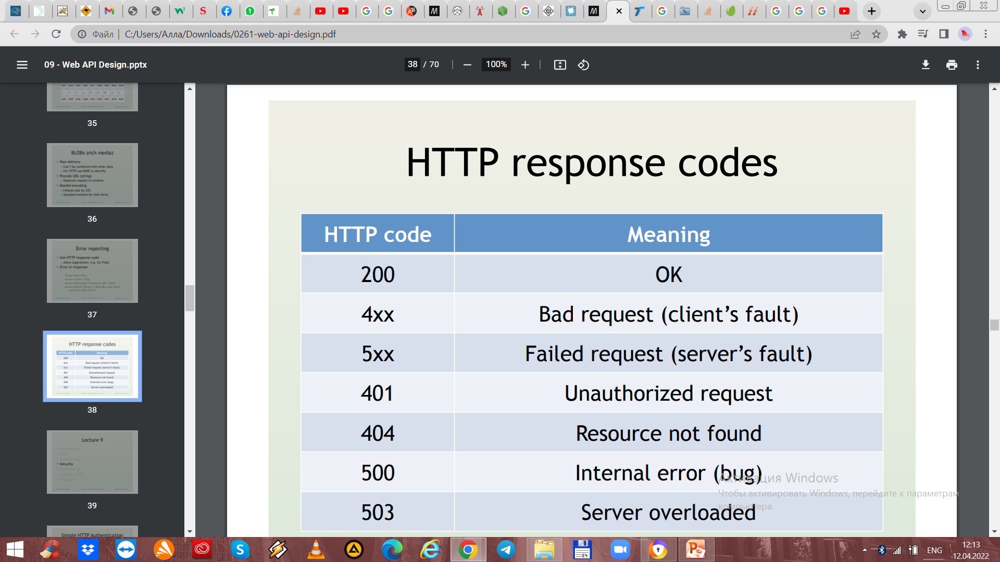 Файл
C:/Users/Алла/Downloads/0261-web-api-design.pdf
09 - Web API Design.pptx
38 / 70
100%
35
BLOBs (rich media)
• Raw delivery
– Can't be combined with other data
– For HTTP use MIME to identify
• Provide URL (string)
– Separate request to retrieve
• Base64 encoding
– Inflates size by 33%
– Standard method for web forms
36
Error reporting
• Use HTTP response code
– Allow suppression, e.g. for Flash
• Error in response:
37
HTTP response codes
HTTP code Meaning
200 OK
4xx Bad request (client's fault)
5xx Failed request (server's fault)
401 Unauthorized request
404 Resource not found
500 Internal error (bug)
503 Server overloaded
38
Lecture 9
• Security
39
Simple HTTP Authentication
HTTP response codes
HTTP code Meaning
200 OK
4xx Bad request (client’s fault)
5xx Failed request (server’s fault)
401 Unauthorized request
404 Resource not found
500 Internal error (bug)
503 Server overloaded
Активация Windows
Чтобы активировать Windows, перейдите к параметрам
компьютера.
ENG
12:13
12.04.2022